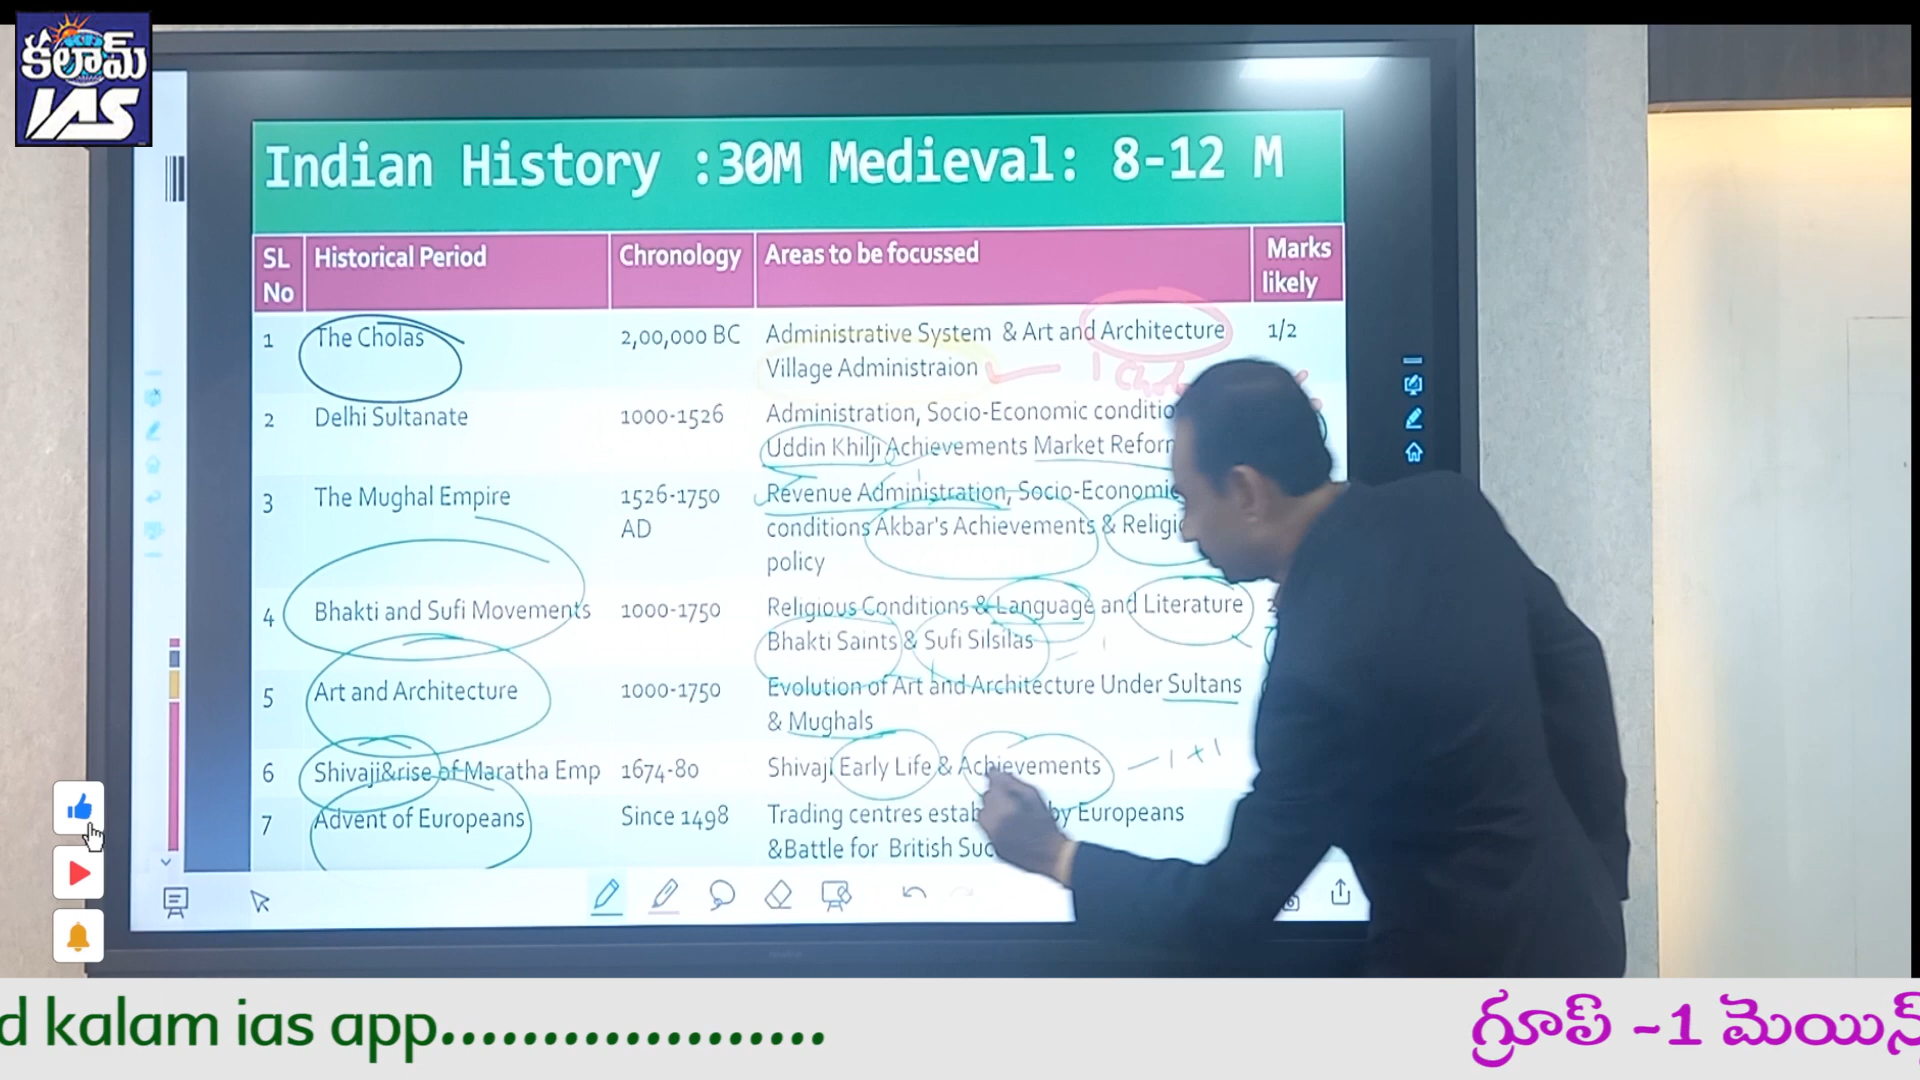 కలామ్
IAS
Indian History :30M Medieval: 8-12 M
SL No Historical Period Chronology Areas to be focussed Marks likely
1 The Cholas 2,00,000 BC Administrative System & Art and Architecture 1/2
Village Administraion
2 Delhi Sultanate 1000-1526 Administration, Socio-Economic
Uddin Khilji Achievements Market
3 The Mughal Empire 1526-1750 AD Revenue Administration, Socio-Economic
conditions Akbar's Achievements &
policy
4 Bhakti and Sufi Movements 1000-1750 Religious Conditions & Language and Literature
Bhakti Saints & Sufi Silsilas
5 Art and Architecture 1000-1750 Evolution of Art and Architecture Under Sultans
& Mughals
6 Shivaji&rise of Maratha Emp 1674-80 Shivaji Early Life & Achievements – 1+1
7 Advent of Europeans Since 1498 Trading centres by Europeans
&Battle for British
d kalam ias app...................
గ్రూప్ -1 మెయిన్స్